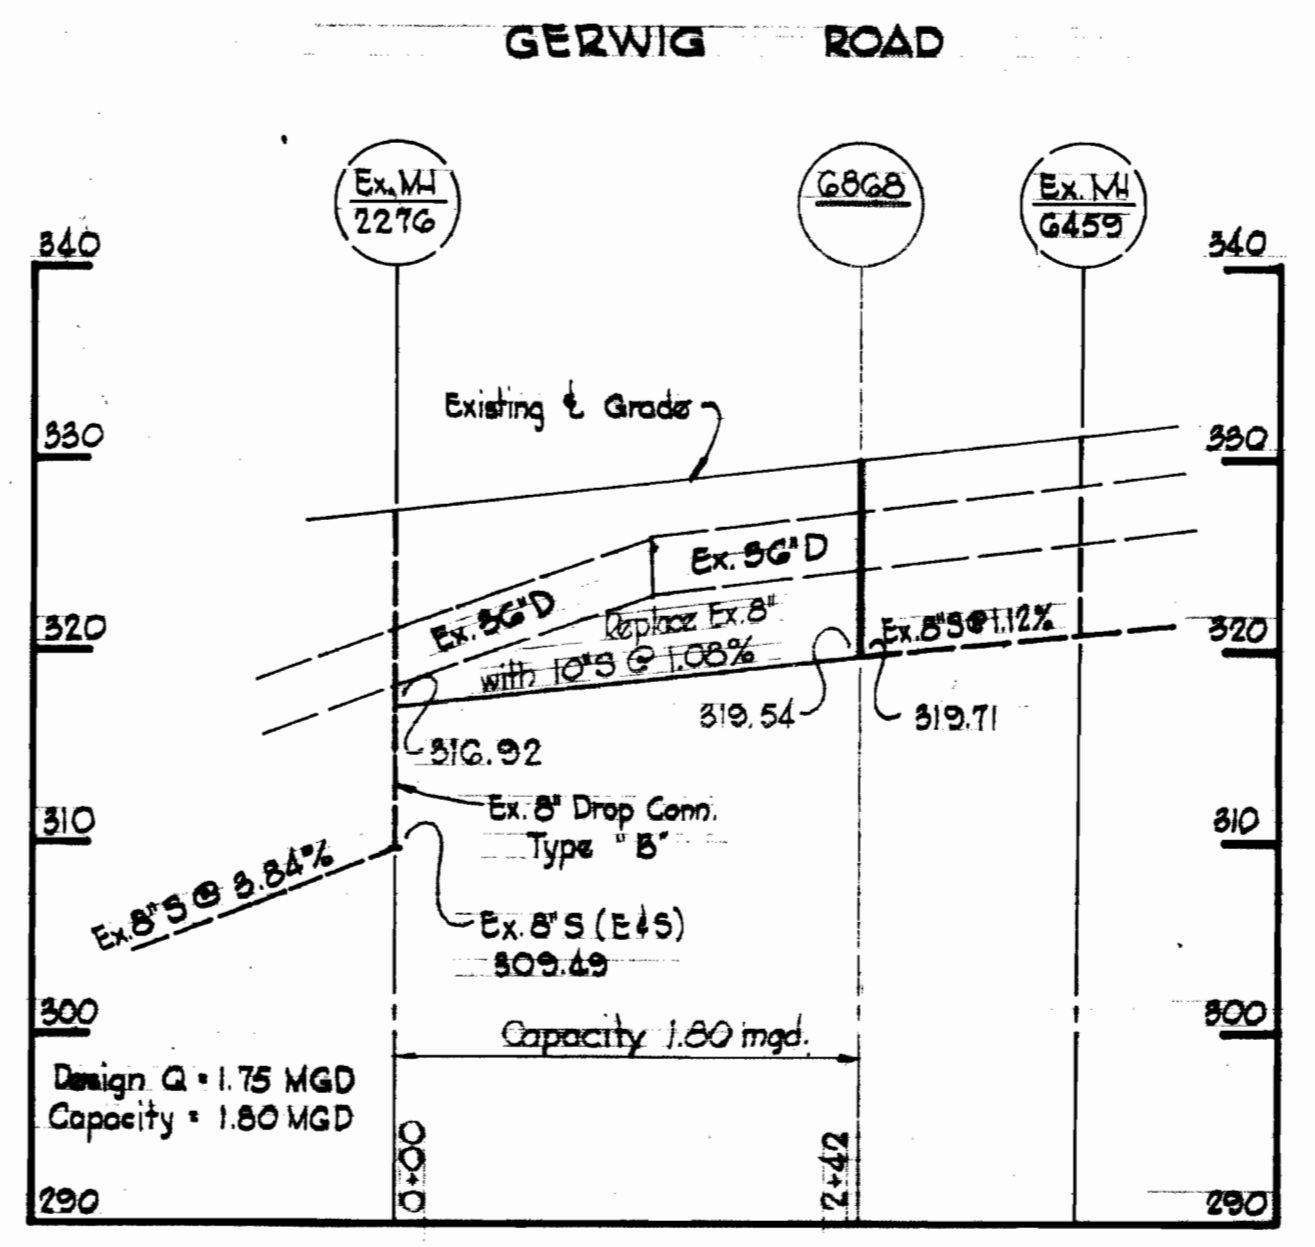 GERWIG ROAD
Ex. MH
2276
6868
Ex. MH
6459
340
340
Existing ℄ Grade
330
330
Ex. 36"D
Ex. 36"D
Replace Ex. 8"
with 10"S @ 1.08%
Ex. 8"S @ 1.12%
320
320
319.54
319.71
316.92
Ex. 8" Drop Conn.
Type "B"
310
310
Ex. 8" S @ 3.84%
Ex. 8" S (E&S)
309.49
300
300
Capacity 1.80 mgd.
Design Q = 1.75 MGD
Capacity = 1.80 MGD
0+00
2+42
290
290